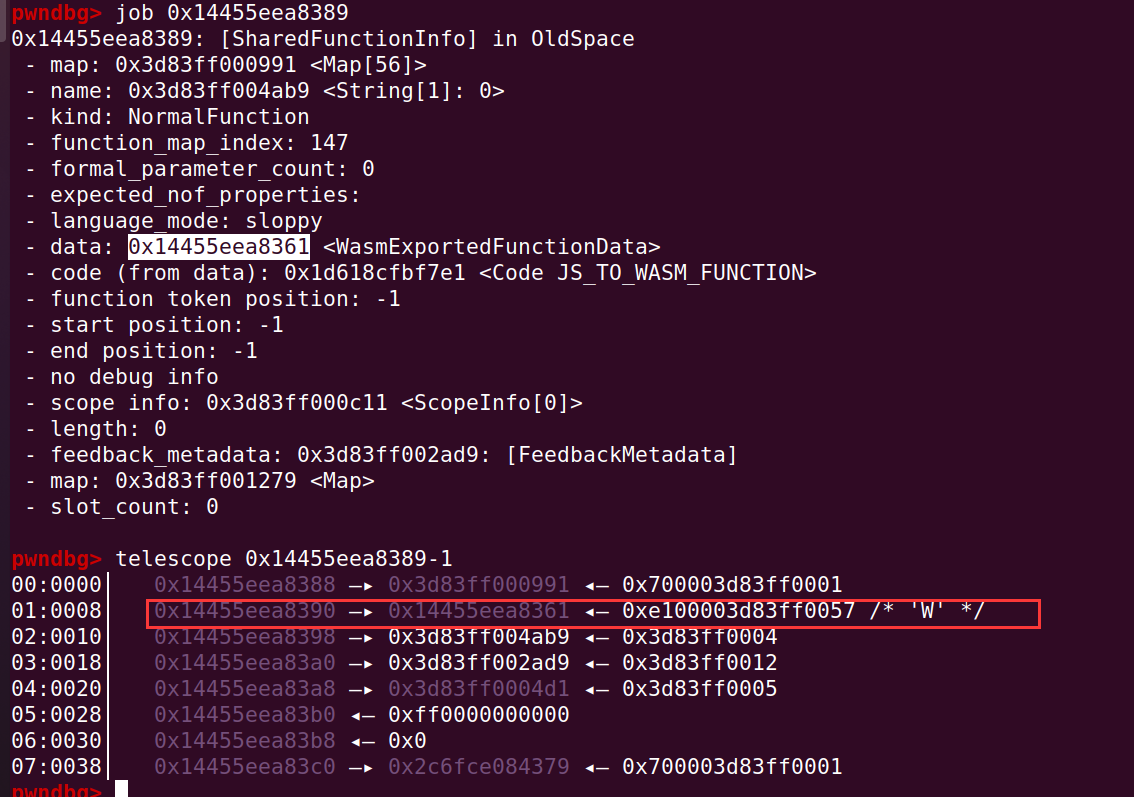 pwndbg> job 0x14455eea8389
0x14455eea8389: [SharedFunctionInfo] in OldSpace
 - map: 0x3d83ff000991 <Map[56]>
 - name: 0x3d83ff004ab9 <String[1]: 0>
 - kind: NormalFunction
 - function_map_index: 147
 - formal_parameter_count: 0
 - expected_nof_properties:
 - language_mode: sloppy
 - data: 0x14455eea8361 <WasmExportedFunctionData>
 - code (from data): 0x1d618cfbf7e1 <Code JS_TO_WASM_FUNCTION>
 - function token position: -1
 - start position: -1
 - end position: -1
 - no debug info
 - scope info: 0x3d83ff000c11 <ScopeInfo[0]>
 - length: 0
 - feedback_metadata: 0x3d83ff002ad9: [FeedbackMetadata]
 - map: 0x3d83ff001279 <Map>
 - slot_count: 0
pwndbg> telescope 0x14455eea8389-1
00:0000│ 0x14455eea8388 —▸ 0x3d83ff000991 ◂— 0x700003d83ff0001
01:0008│ 0x14455eea8390 —▸ 0x14455eea8361 ◂— 0xe100003d83ff0057 /* 'W' */
02:0010│ 0x14455eea8398 —▸ 0x3d83ff004ab9 ◂— 0x3d83ff0004
03:0018│ 0x14455eea83a0 —▸ 0x3d83ff002ad9 ◂— 0x3d83ff0012
04:0020│ 0x14455eea83a8 —▸ 0x3d83ff0004d1 ◂— 0x3d83ff0005
05:0028│ 0x14455eea83b0 ◂— 0xff0000000000
06:0030│ 0x14455eea83b8 ◂— 0x0
07:0038│ 0x14455eea83c0 —▸ 0x2c6fce084379 ◂— 0x700003d83ff0001
pwndbg>